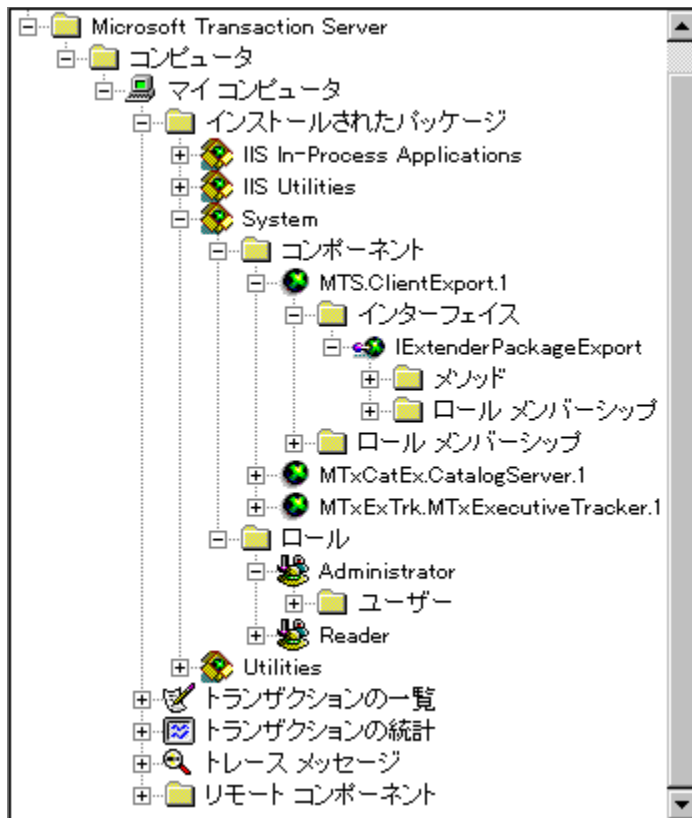 Microsoft Transaction Server
コンピュータ
マイ コンピュータ
インストールされたパッケージ
IIS In-Process Applications
IIS Utilities
System
コンポーネント
MTS.ClientExport.1
インターフェイス
IExtenderPackageExport
メソッド
ロール メンバーシップ
ロール メンバーシップ
MTxCatEx.CatalogServer.1
MTxExTrk.MTxExecutiveTracker.1
ロール
Administrator
ユーザー
Reader
Utilities
トランザクションの一覧
トランザクションの統計
トレース メッセージ
リモート コンポーネント